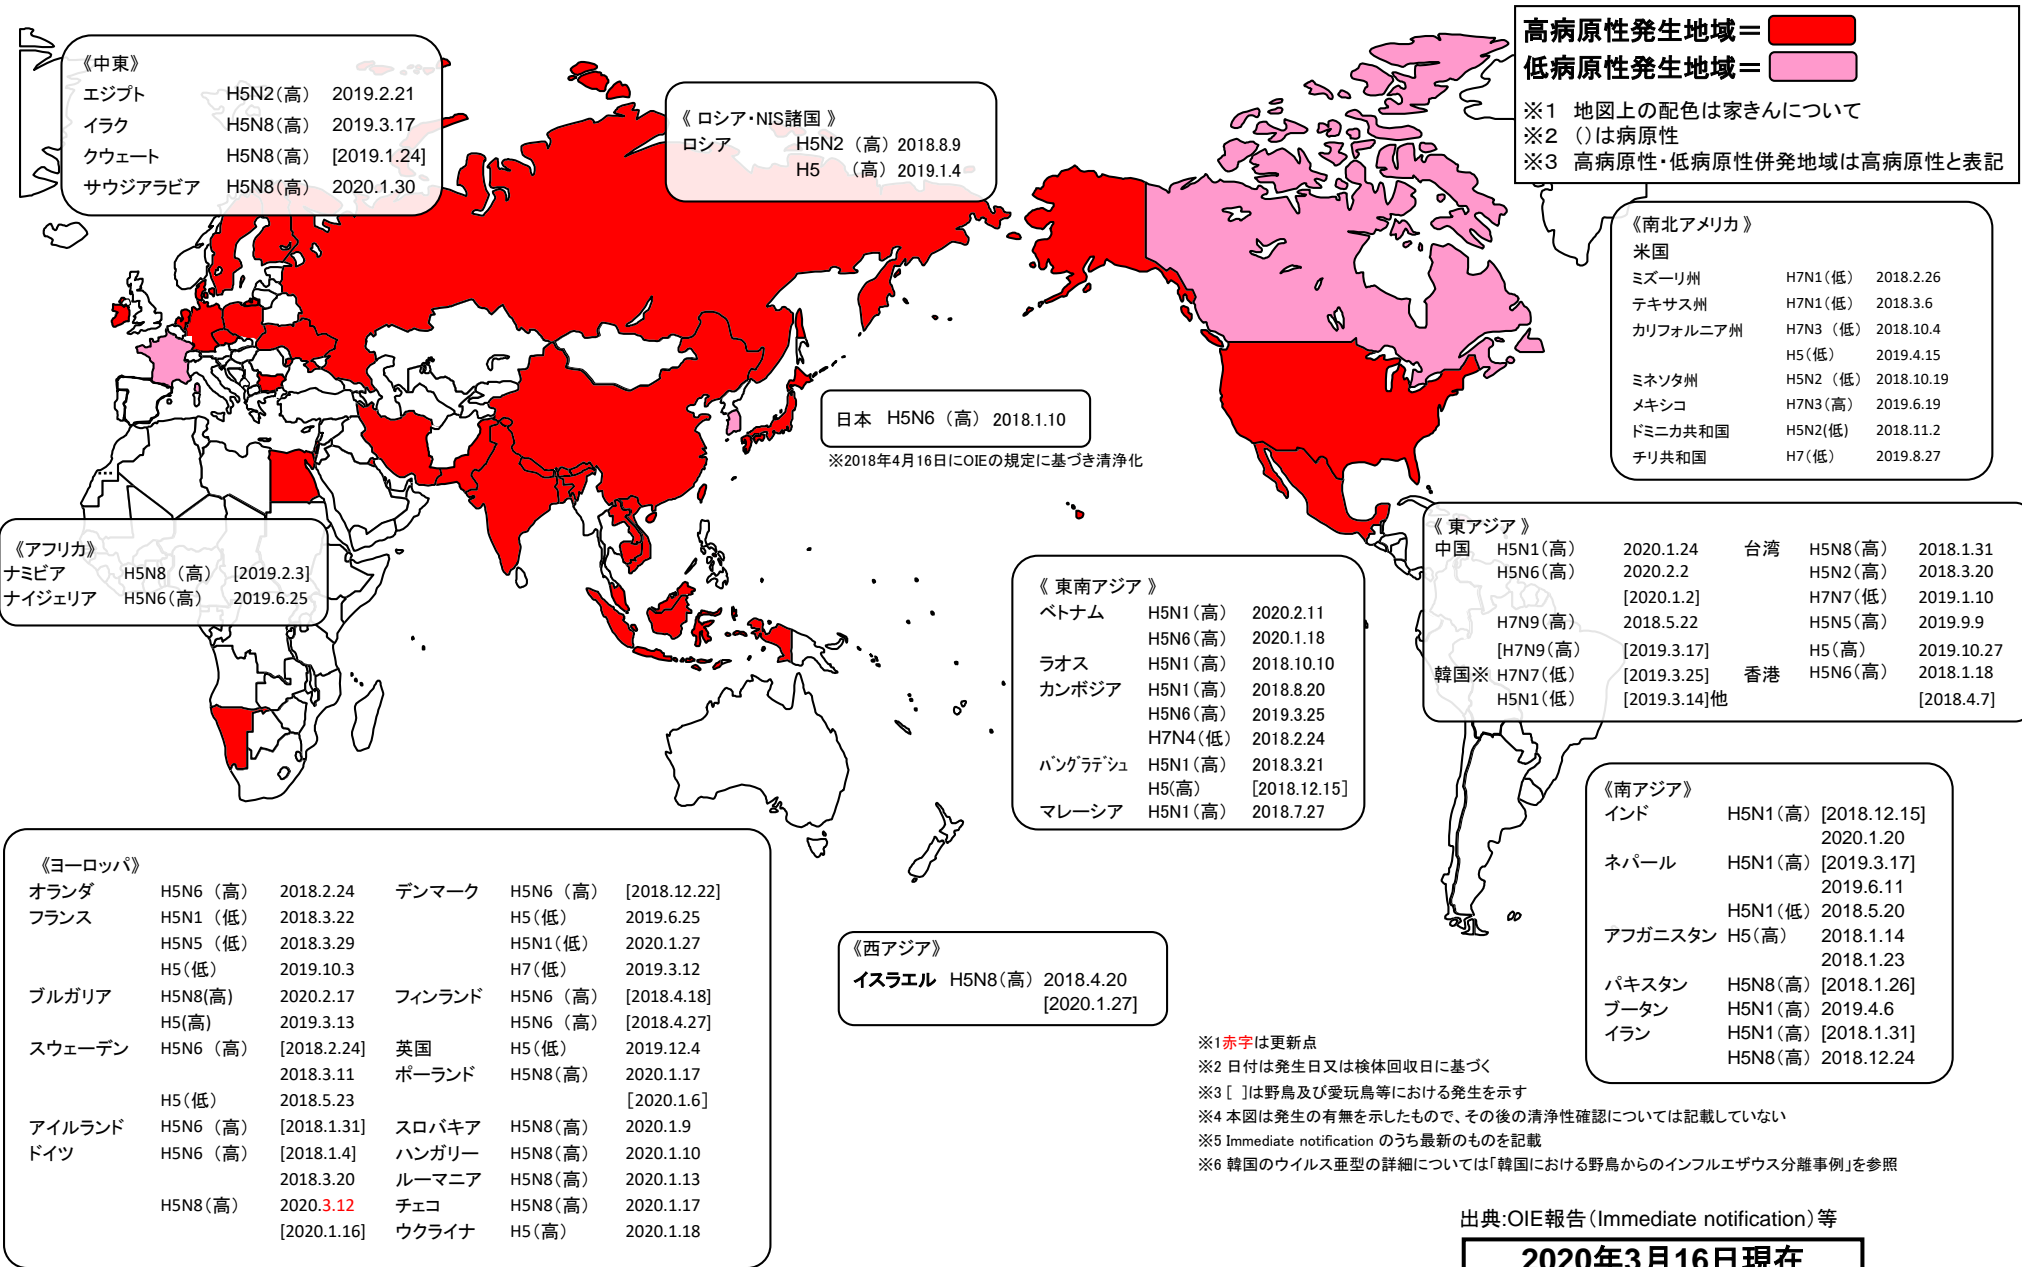 高病原性発生地域＝
低病原性発生地域＝
※1 地図上の配色は家きんについて
※2 ()は病原性
※3 高病原性・低病原性併発地域は高病原性と表記
《中東》
エジプト H5N2(高) 2019.2.21
イラク H5N8(高) 2019.3.17
クウェート H5N8(高) [2019.1.24]
サウジアラビア H5N8(高) 2020.1.30
《 ロシア・NIS諸国 》
ロシア H5N2 (高) 2018.8.9
H5 (高) 2019.1.4
《南北アメリカ 》
米国
ミズーリ州 H7N1(低) 2018.2.26
テキサス州 H7N1(低) 2018.3.6
カリフォルニア州 H7N3 (低) 2018.10.4
H5(低) 2019.4.15
ミネソタ州 H5N2 (低) 2018.10.19
メキシコ H7N3(高) 2019.6.19
ドミニカ共和国 H5N2(低) 2018.11.2
チリ共和国 H7(低) 2019.8.27
日本 H5N6 (高) 2018.1.10
※2018年4月16日にOIEの規定に基づき清浄化
《アフリカ》
ナミビア H5N8 (高) [2019.2.3]
ナイジェリア H5N6(高) 2019.6.25
《 東アジア 》
中国 H5N1(高) 2020.1.24 台湾 H5N8(高) 2018.1.31
H5N6(高) 2020.2.2 H5N2(高) 2018.3.20
[2020.1.2] H7N7(低) 2019.1.10
H7N9(高) 2018.5.22 H5N5(高) 2019.9.9
[H7N9(高) [2019.3.17] H5(高) 2019.10.27
韓国※ H7N7(低) [2019.3.25] 香港 H5N6(高) 2018.1.18
H5N1(低) [2019.3.14]他 [2018.4.7]
《 東南アジア 》
ベトナム H5N1(高) 2020.2.11
H5N6(高) 2020.1.18
ラオス H5N1(高) 2018.10.10
カンボジア H5N1(高) 2018.8.20
H5N6(高) 2019.3.25
H7N4(低) 2018.2.24
バングラデシュ H5N1(高) 2018.3.21
H5(高) [2018.12.15]
マレーシア H5N1(高) 2018.7.27
《南アジア》
インド H5N1(高) [2018.12.15]
2020.1.20
ネパール H5N1(高) [2019.3.17]
2019.6.11
H5N1(低) 2018.5.20
アフガニスタン H5(高) 2018.1.14
2018.1.23
パキスタン H5N8(高) [2018.1.26]
ブータン H5N1(高) 2019.4.6
イラン H5N1(高) [2018.1.31]
H5N8(高) 2018.12.24
《ヨーロッパ》
オランダ H5N6 (高) 2018.2.24 デンマーク H5N6 (高) [2018.12.22]
フランス H5N1 (低) 2018.3.22 H5(低) 2019.6.25
H5N5 (低) 2018.3.29 H5N1(低) 2020.1.27
H5(低) 2019.10.3 H7(低) 2019.3.12
ブルガリア H5N8(高) 2020.2.17 フィンランド H5N6 (高) [2018.4.18]
H5(高) 2019.3.13 H5N6 (高) [2018.4.27]
スウェーデン H5N6 (高) [2018.2.24] 英国 H5(低) 2019.12.4
2018.3.11 ポーランド H5N8(高) 2020.1.17
H5(低) 2018.5.23 [2020.1.6]
アイルランド H5N6 (高) [2018.1.31] スロバキア H5N8(高) 2020.1.9
ドイツ H5N6 (高) [2018.1.4] ハンガリー H5N8(高) 2020.1.10
2018.3.20 ルーマニア H5N8(高) 2020.1.13
H5N8(高) 2020.3.12 チェコ H5N8(高) 2020.1.17
[2020.1.16] ウクライナ H5(高) 2020.1.18
《西アジア》
イスラエル H5N8(高) 2018.4.20
[2020.1.27]
※1赤字は更新点
※2 日付は発生日又は検体回収日に基づく
※3 [ ]は野鳥及び愛玩鳥等における発生を示す
※4 本図は発生の有無を示したもので、その後の清浄性確認については記載していない
※5 Immediate notification のうち最新のものを記載
※6 韓国のウイルス亜型の詳細については「韓国における野鳥からのインフルエザウス分離事例」を参照
出典:OIE報告(Immediate notification)等
2020年3月16日現在